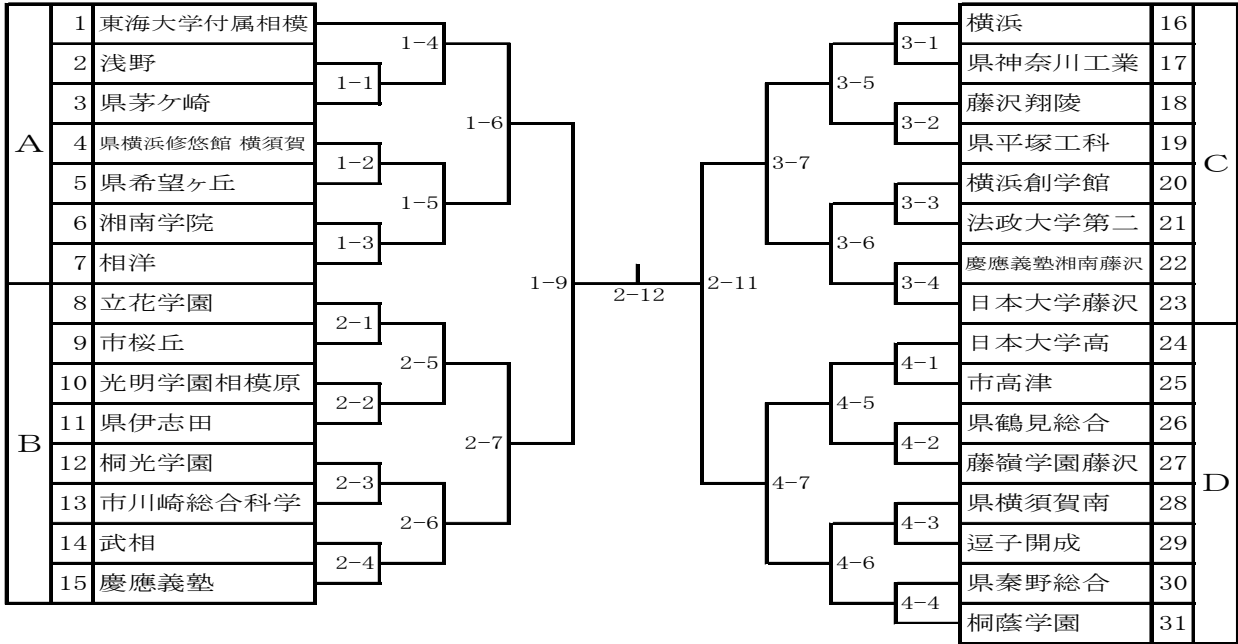 A
1 東海大学付属相模
2 浅野
3 県茅ケ崎
4 県横浜修悠館 横須賀
5 県希望ヶ丘
6 湘南学院
7 相洋
B
8 立花学園
9 市桜丘
10 光明学園相模原
11 県伊志田
12 桐光学園
13 市川崎総合科学
14 武相
15 慶應義塾
1-1
1-2
1-3
2-1
2-2
2-3
2-4
1-4
1-5
2-5
2-6
1-6
2-7
1-9
2-12
2-11
3-7
4-7
3-5
3-6
4-5
4-6
3-1
3-2
3-3
3-4
4-1
4-2
4-3
4-4
横浜 16
県神奈川工業 17
藤沢翔陵 18
県平塚工科 19
横浜創学館 20
法政大学第二 21
慶應義塾湘南藤沢 22
日本大学藤沢 23
C
日本大学高 24
市高津 25
県鶴見総合 26
藤嶺学園藤沢 27
県横須賀南 28
逗子開成 29
県秦野総合 30
桐蔭学園 31
D